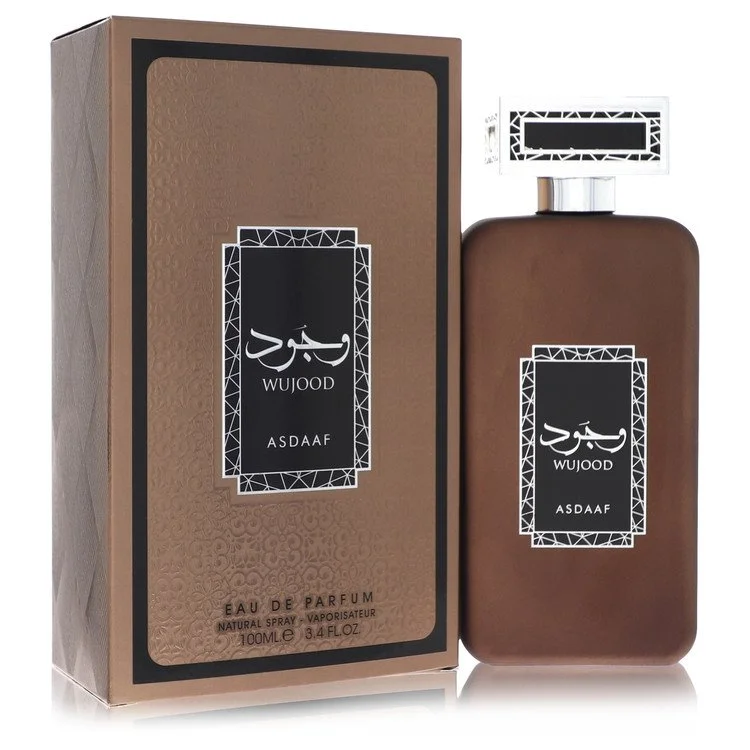 وجود
WUJOOD
ASDAAF
EAU DE PARFUM
NATURAL SPRAY - VAPORISATEUR
100ML.℮ 3.4 FL.OZ.
وجود
WUJOOD
ASDAAF